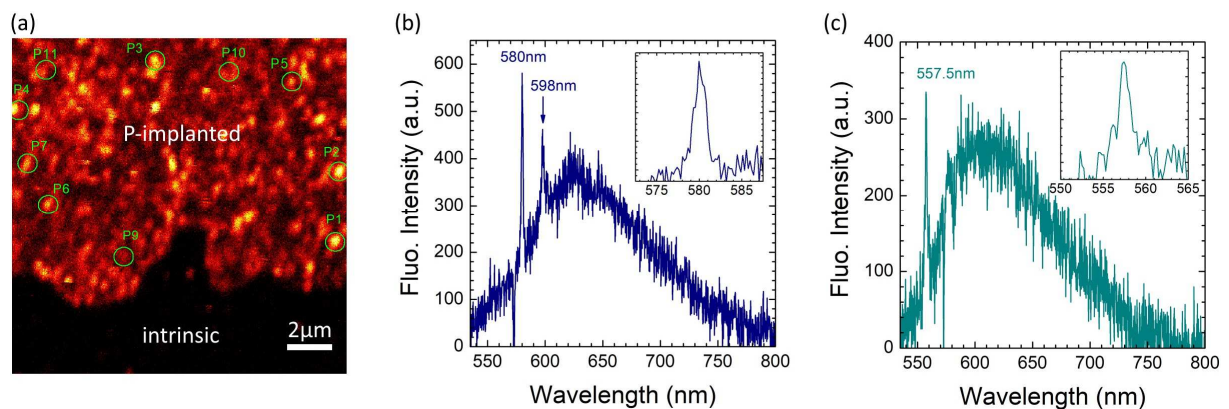 (a)
P11
P3
P10
P5
P4
P-implanted
P7
P2
P6
P1
P9
intrinsic
2μm
(b)
600
500
400
300
200
100
0
550 600 650 700 750 800
Fluo. Intensity (a.u.)
Wavelength (nm)
580nm
598nm
575 580 585
(c)
400
300
200
100
0
550 600 650 700 750 800
Fluo. Intensity (a.u.)
Wavelength (nm)
557.5nm
550 555 560 565